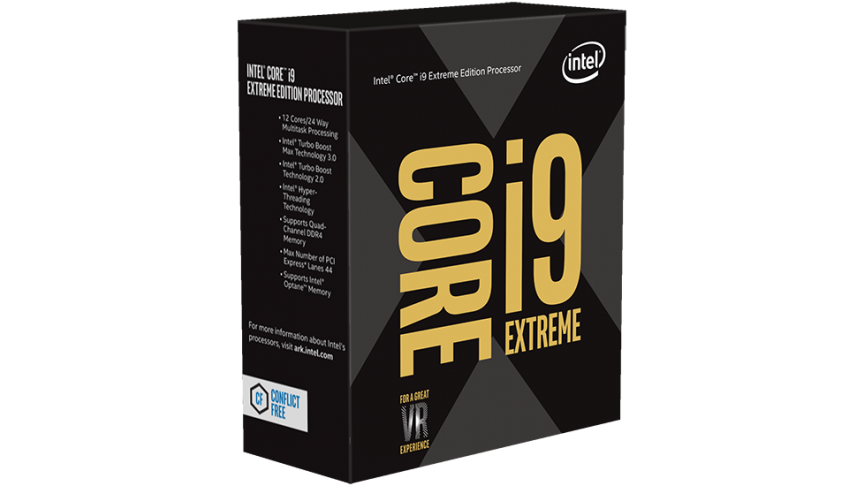 INTEL® CORE™ i9
EXTREME EDITION PROCESSOR
• 12 Cores/24 Way
Multitask Processing
• Intel® Turbo Boost
Max Technology 3.0
• Intel® Turbo Boost
Technology 2.0
• Intel® Hyper-
Threading
Technology
• Supports Quad-
Channel DDR4
Memory
• Max Number of PCI
Express® Lanes 44
• Supports Intel®
Optane™ Memory
For more information about Intel's
processors, visit ark.intel.com
CF
CONFLICT
FREE
Intel® Core™ i9 Extreme Edition Processor
intel
CORE
i9
EXTREME
FOR A GREAT
VR
EXPERIENCE